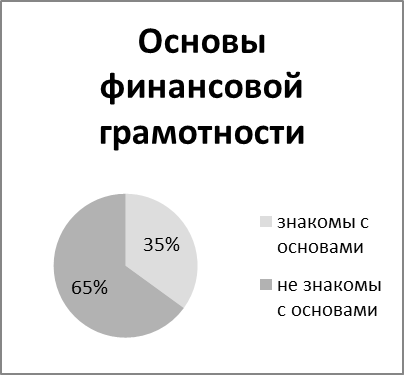 Основы
финансовой
грамотности
35%
65%
знакомы с
основами
не знакомы
с основами